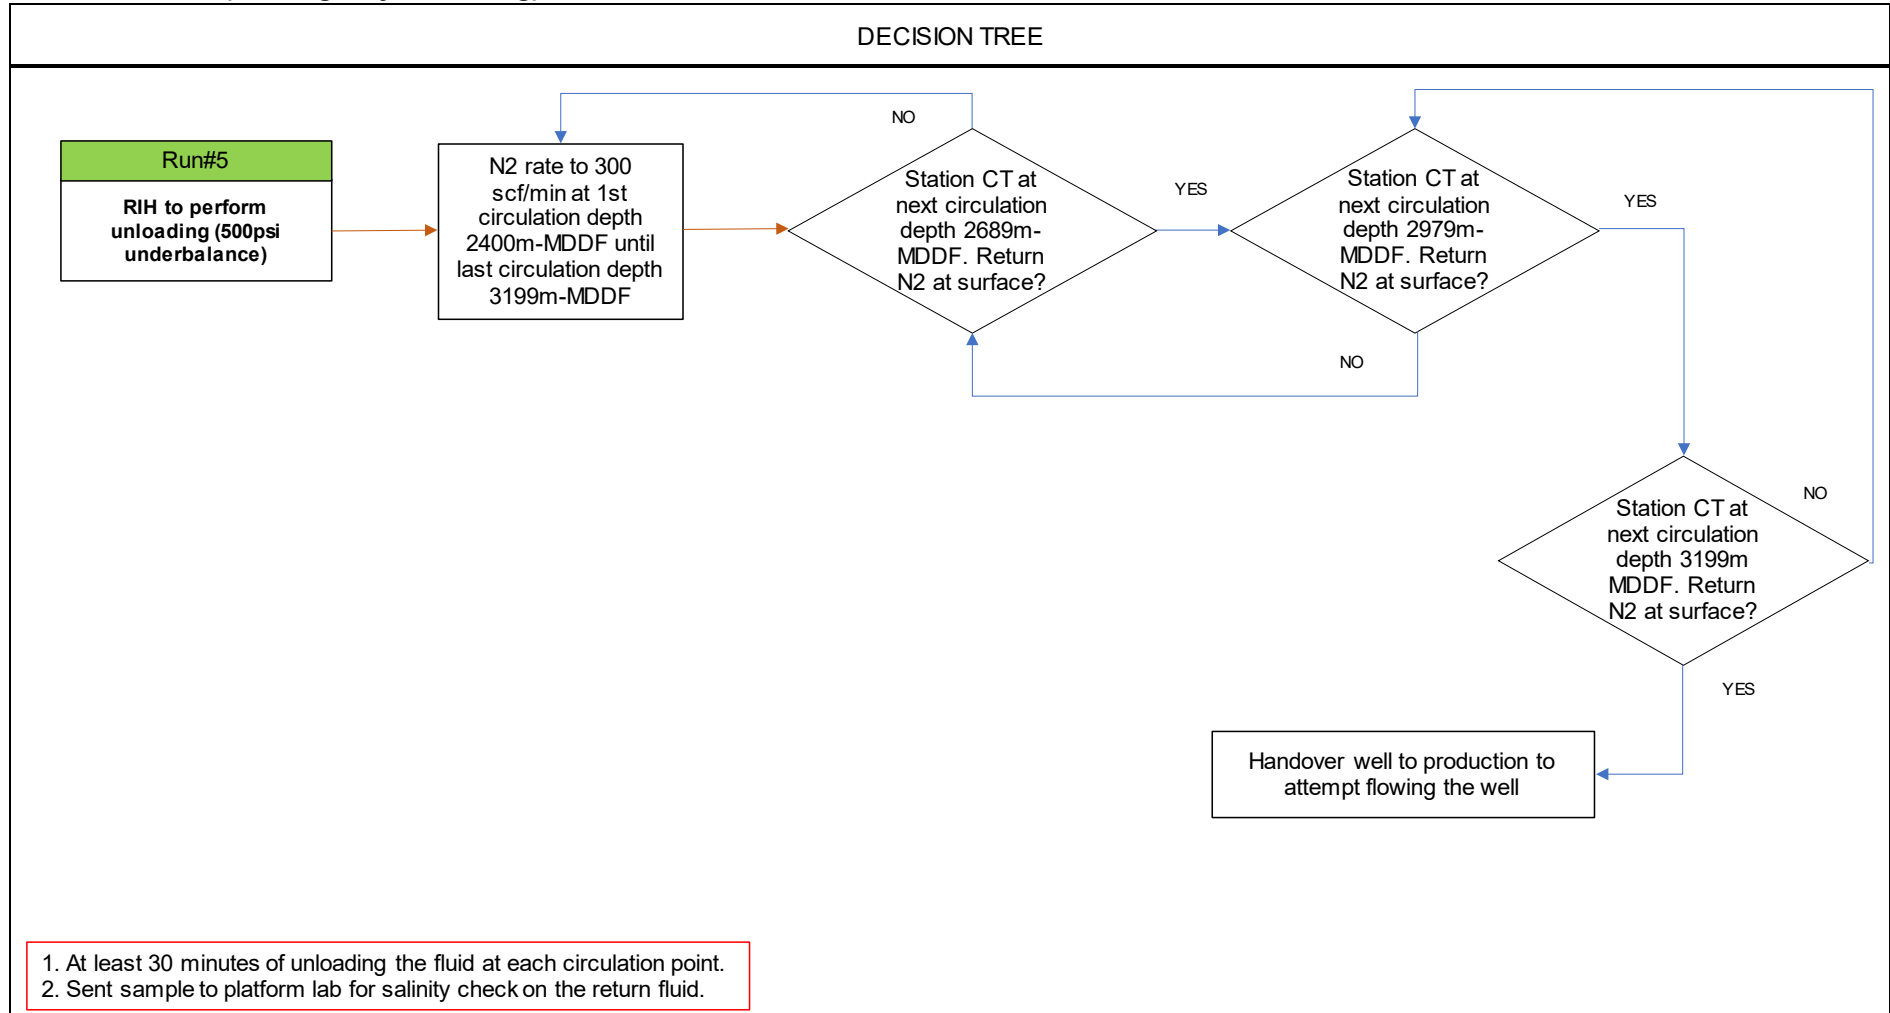 DECISION TREE
Run#5
RIH to perform
unloading (500psi
underbalance)
N2 rate to 300
scf/min at 1st
circulation depth
2400m-MDDF until
last circulation depth
3199m-MDDF
NO
Station CT at
next circulation
depth 2689m-
MDDF. Return
N2 at surface?
YES
Station CT at
next circulation
depth 2979m-
MDDF. Return
N2 at surface?
YES
NO
Station CT at
next circulation
depth 3199m
MDDF. Return
N2 at surface?
NO
YES
Handover well to production to
attempt flowing the well
1. At least 30 minutes of unloading the fluid at each circulation point.
2. Sent sample to platform lab for salinity check on the return fluid.